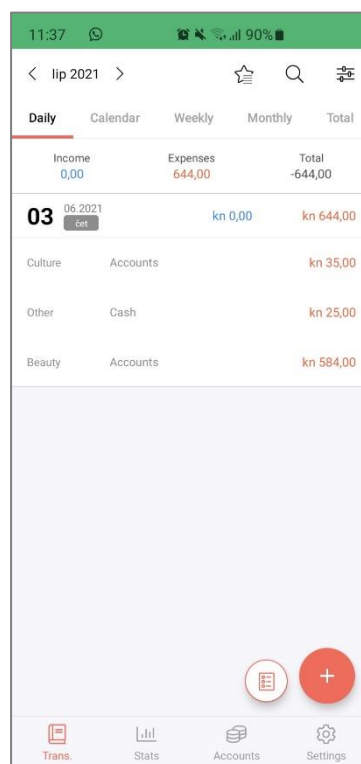 11:37 90%
lip 2021
Daily Calendar Weekly Monthly Total
Income Expenses Total
0,00 644,00 -644,00
03 06.2021 kn 0,00 kn 644,00
čet
Culture Accounts kn 35,00
Other Cash kn 25,00
Beauty Accounts kn 584,00
Trans. Stats Accounts Settings